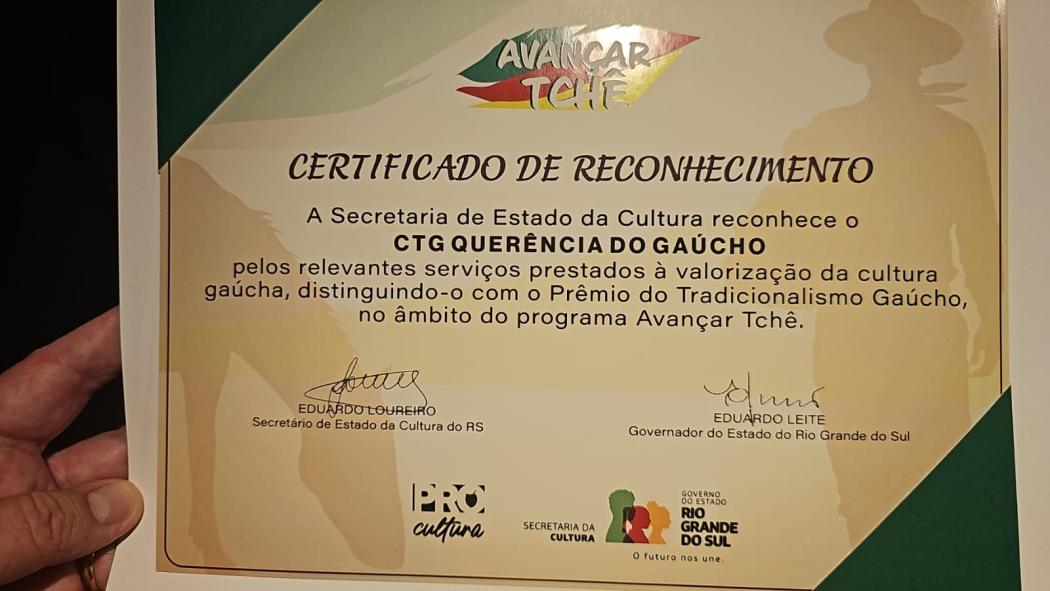 AVANÇAR
TCHÊ
CERTIFICADO DE RECONHECIMENTO
A Secretaria de Estado da Cultura reconhece o
CTG QUERÊNCIA DO GAÚCHO
pelos relevantes serviços prestados à valorização da cultura
gaúcha, distinguindo-o com o Prêmio do Tradicionalismo Gaúcho,
no âmbito do programa Avançar Tchê.
EDUARDO LOUREIRO
Secretário de Estado da Cultura do RS
EDUARDO LEITE
Governador do Estado do Rio Grande do Sul
PRO
cultura
SECRETARIA DA
CULTURA
GOVERNO
DO ESTADO
RIO
GRANDE
DO SUL
O futuro nos une.